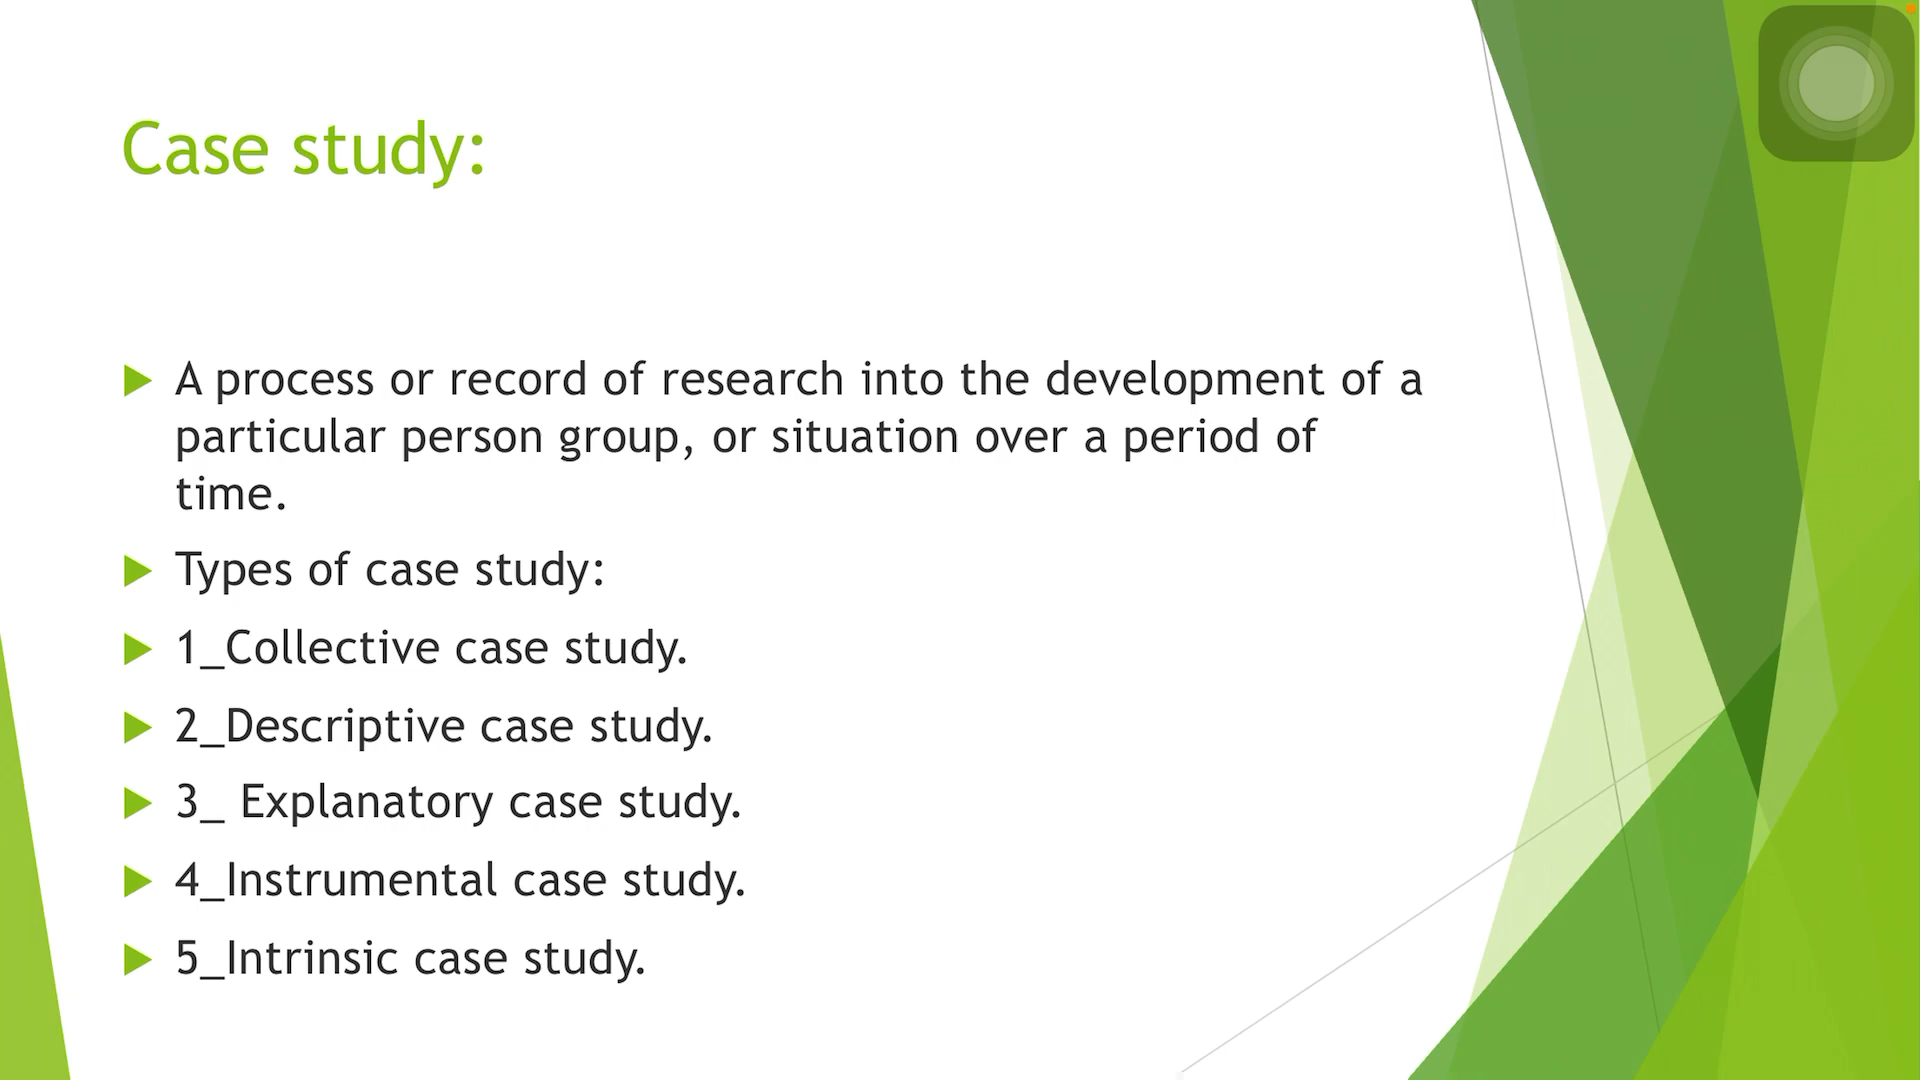 Case study:
A process or record of research into the development of a
particular person group, or situation over a period of
time.
Types of case study:
1_Collective case study.
2_Descriptive case study.
3_ Explanatory case study.
4_Instrumental case study.
5_Intrinsic case study.